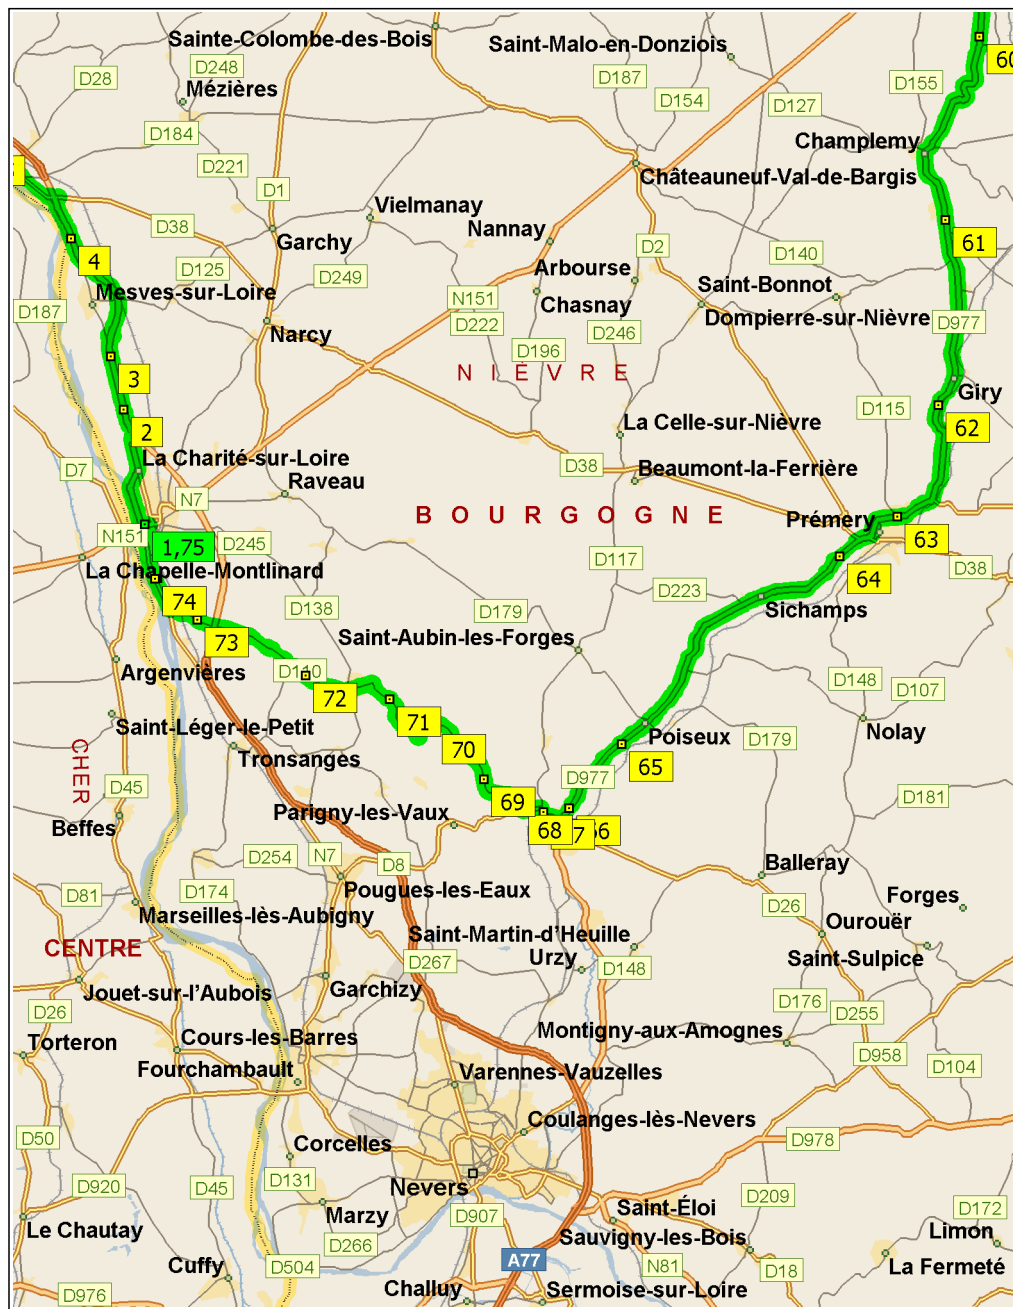 Sainte-Colombe-des-Bois
Saint-Malo-en-Donziois
60
D28
D248
D187
D155
Mézières
D154
D127
D184
Champlemy
D221
D1
Châteauneuf-Val-de-Bargis
Vielmanay
D38
Nannay
61
Garchy
D2
D140
4
D125
D249
Arbourse
Saint-Bonnot
Mesves-sur-Loire
N151
Chasnay
D187
D222
Dompierre-sur-Nièvre
D977
Narcy
D246
D196
3
NIÈVRE
Giry
D115
2
La Celle-sur-Nièvre
62
La Charité-sur-Loire
D7
D38
Beaumont-la-Ferrière
Raveau
N7
BOURGOGNE
Prémery
N151
1,75
D245
63
D117
La Chapelle-Montlinard
64
D38
D223
74
D138
D179
Sichamps
73
Saint-Aubin-les-Forges
Argenvières
D110
D148
D107
72
Saint-Léger-le-Petit
71
Poiseux
Nolay
D179
CHER
Tronsanges
70
65
D977
D45
D181
69
Parigny-les-Vaux
Beffes
68
7
66
D254
N7
D8
Balleray
D81
D174
Pougues-les-Eaux
Forges
D26
Marseilles-lès-Aubigny
Ourouër
CENTRE
Saint-Martin-d'Heuille
Urzy
Saint-Sulpice
D267
D148
Jouet-sur-l'Aubois
Garchizy
D176
D26
D255
Torteron
Cours-les-Barres
Montigny-aux-Amognes
D958
Fourchambault
Varennes-Vauzelles
D104
Coulanges-lès-Nevers
D50
Corcelles
D978
D920
D45
D131
Nevers
D209
Marzy
D907
Saint-Éloi
D172
Le Chautay
D266
Sauvigny-les-Bois
Limon
Cuffy
D504
A77
N81
D18
La Fermeté
D976
Challuy
Sermoise-sur-Loire